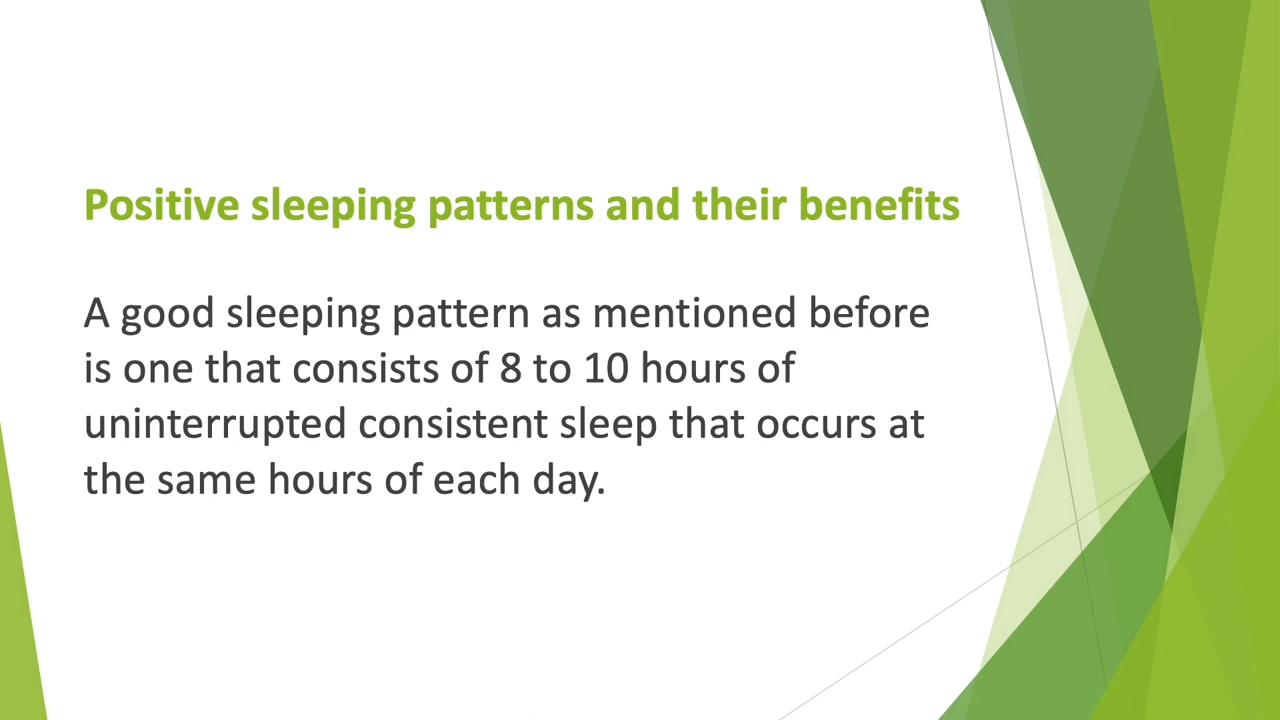 Positive sleeping patterns and their benefits
A good sleeping pattern as mentioned before
is one that consists of 8 to 10 hours of
uninterrupted consistent sleep that occurs at
the same hours of each day.